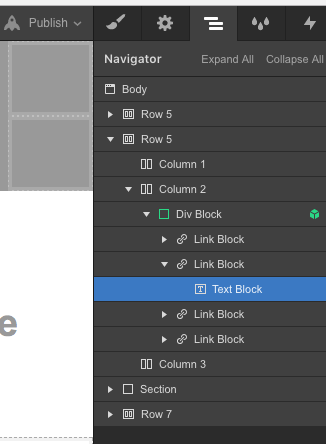 Publish
Navigator Expand All Collapse All
Body
Row 5
Row 5
Column 1
Column 2
Div Block
Link Block
Link Block
T Text Block
Link Block
Link Block
e
Column 3
Section
Row 7